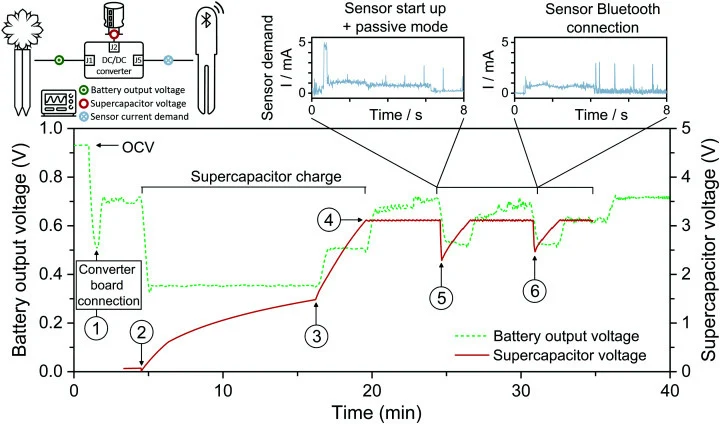 J2
J1 DC/DC J5
converter
Battery output voltage
Supercapacitor voltage
Sensor current demand
Sensor start up
+ passive mode
Sensor Bluetooth
connection
Sensor demand
I / mA
5
0
0 4 8
Time / s
I / mA
5
0
0 4 8
Time / s
Battery output voltage (V)
1.0
0.8
0.6
0.4
0.2
0.0
OCV
Supercapacitor charge
Converter
board
connection
1
2
3
4
5
6
Battery output voltage
Supercapacitor voltage
5
4
3
2
1
0
Supercapacitor voltage (V)
0 10 20 30 40
Time (min)